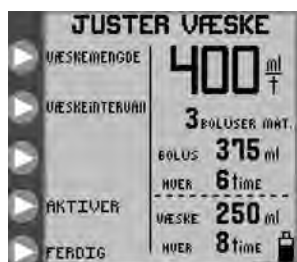 JUSTER VÆSKE
VÆSKEMENGDE
400 ml/t
VÆSKEINTERVALL
3 BOLUSER MAT.
BOLUS 375 ml
HVER 6 time
AKTIVER
VÆSKE 250 ml
HVER 8 time
FERDIG